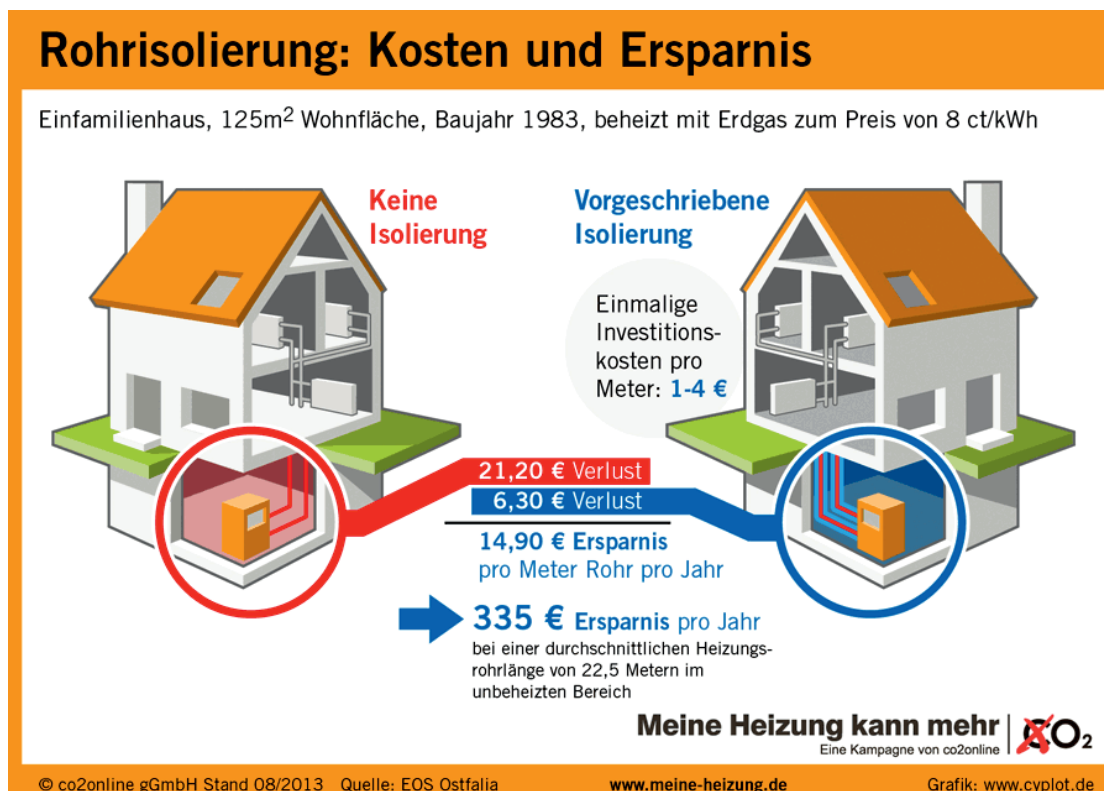 Rohrisolierung: Kosten und Ersparnis
Einfamilienhaus, 125m² Wohnfläche, Baujahr 1983, beheizt mit Erdgas zum Preis von 8 ct/kWh
Keine
Isolierung
Vorgeschriebene
Isolierung
Einmalige
Investitions-
kosten pro
Meter: 1-4 €
21,20 € Verlust
6,30 € Verlust
14,90 € Ersparnis
pro Meter Rohr pro Jahr
335 € Ersparnis pro Jahr
bei einer durchschnittlichen Heizungs-
rohrlänge von 22,5 Metern im
unbeheizten Bereich
Meine Heizung kann mehr
Eine Kampagne von co2online
CO₂
© co2online gGmbH Stand 08/2013 Quelle: EOS Ostfalia www.meine-heizung.de Grafik: www.cyplot.de